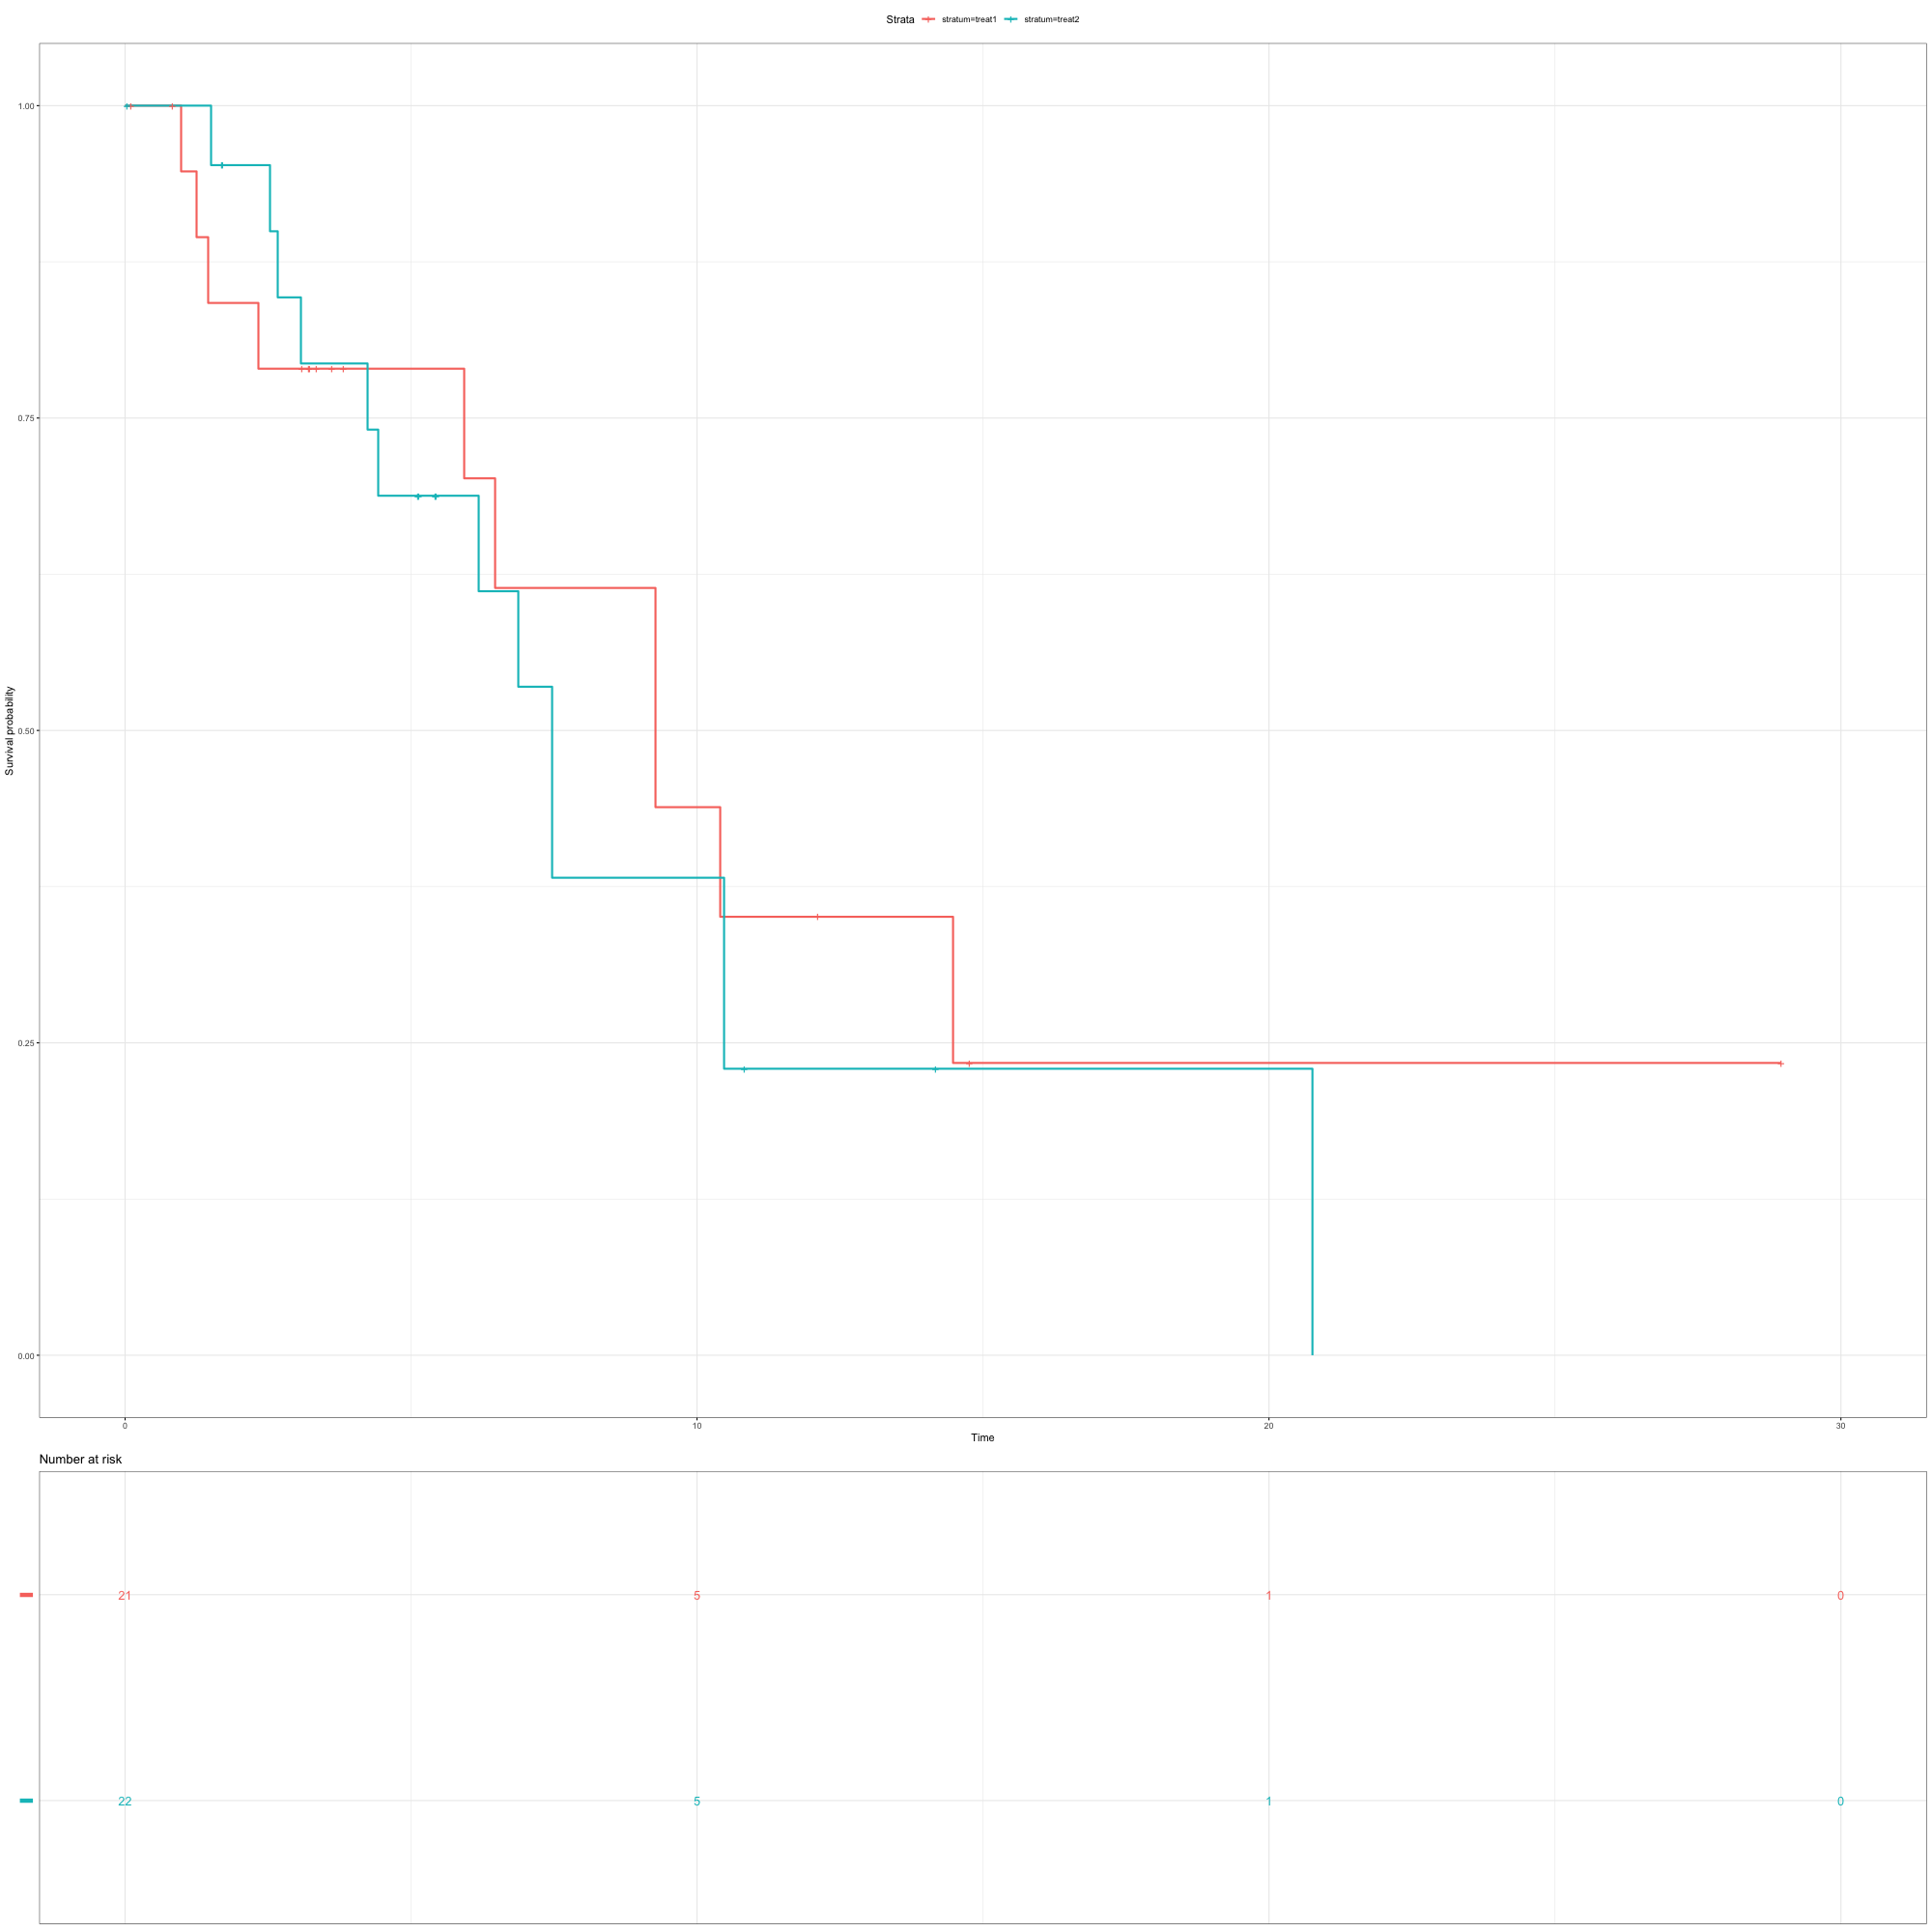 Strata stratum=treat1 stratum=treat2
1.00
0.75
0.50
0.25
0.00
Survival probability
0 10 20 30
Time
Number at risk
21 5 1 0
22 5 1 0